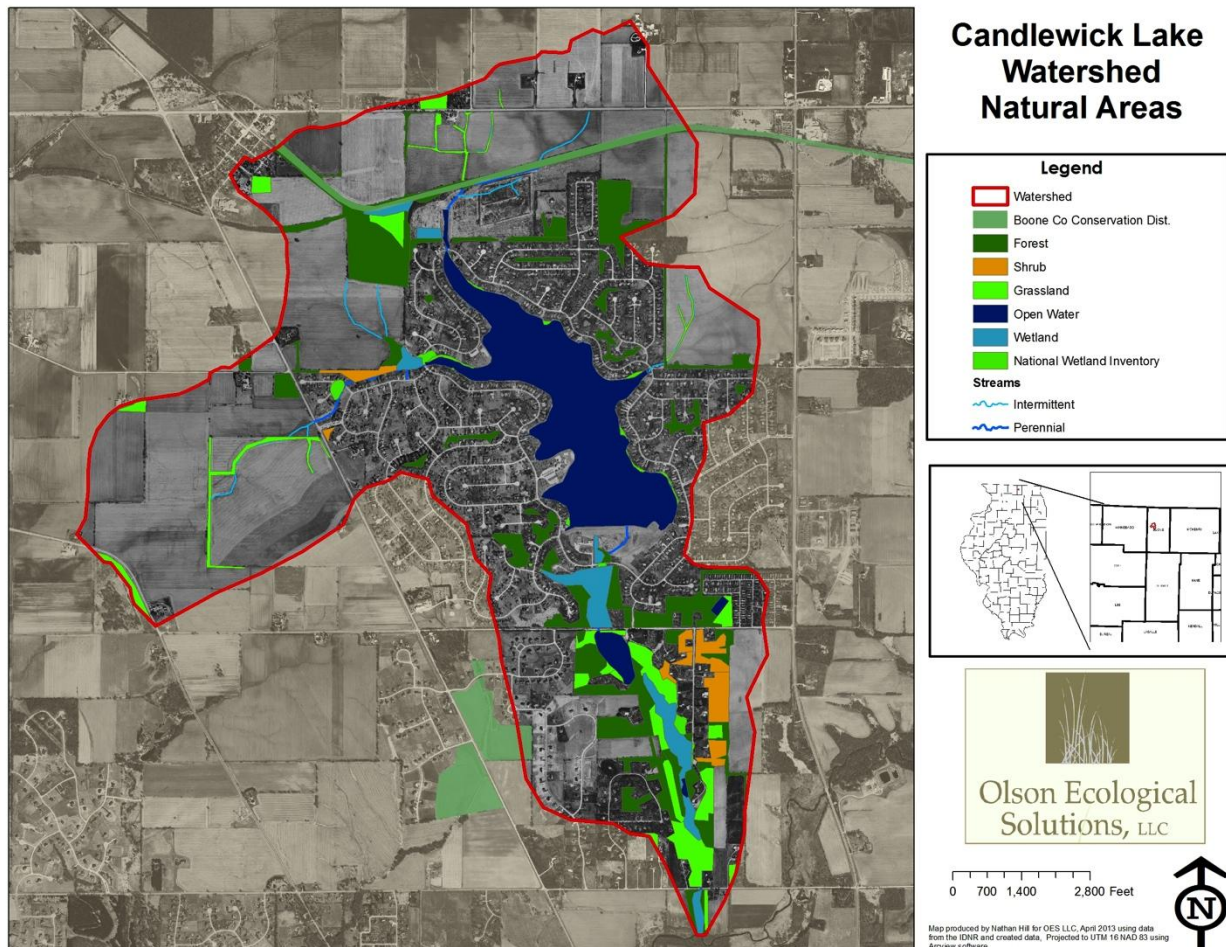 Candlewick Lake
Watershed
Natural Areas
Legend
Watershed
Boone Co Conservation Dist.
Forest
Shrub
Grassland
Open Water
Wetland
National Wetland Inventory
Streams
Intermittent
Perennial
Olson Ecological
Solutions, LLC
0 700 1,400 2,800 Feet
N
Map produced by Nathan Hill for OES LLC, April 2013 using data
from the IDNR and created data, Projected to UTM 16 NAD 83 using
Arcview software